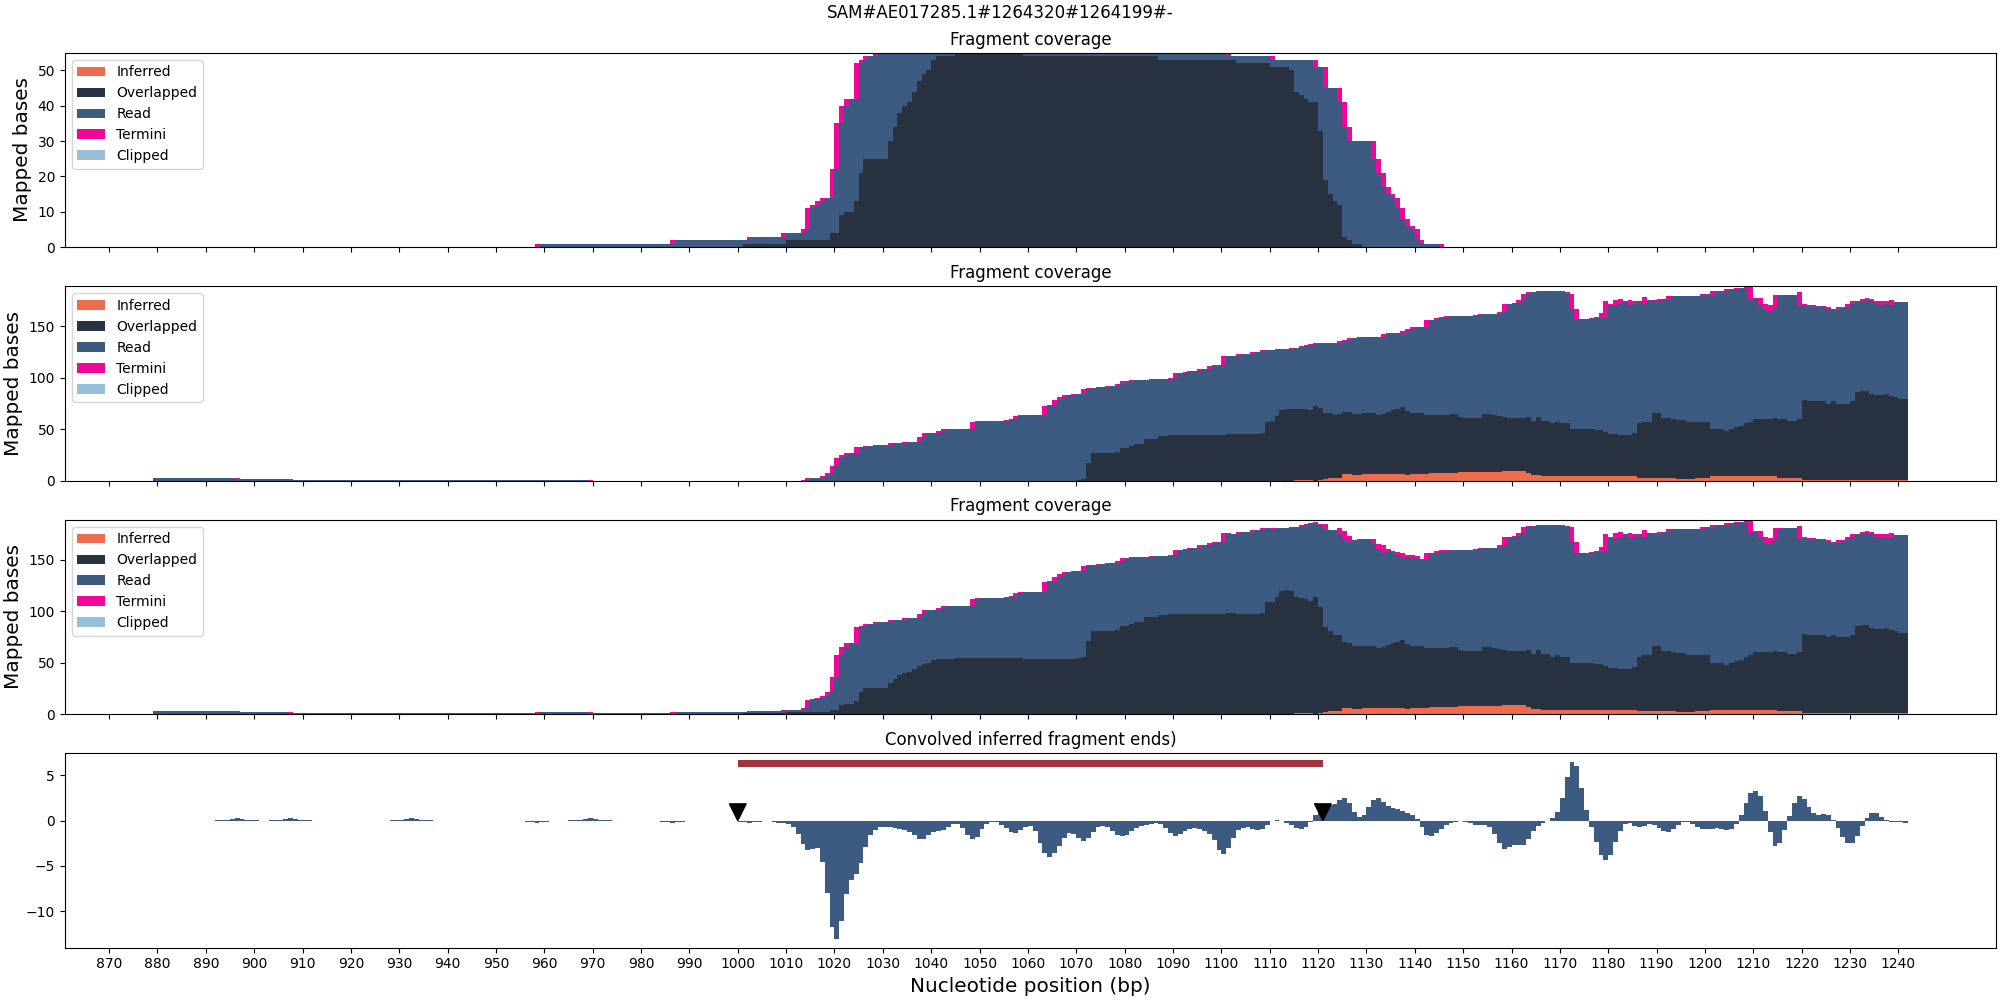 SAM#AE017285.1#1264320#1264199#-
Fragment coverage
Mapped bases
50
40
30
20
10
0
Inferred
Overlapped
Read
Termini
Clipped
Fragment coverage
Mapped bases
150
100
50
0
Inferred
Overlapped
Read
Termini
Clipped
Fragment coverage
Mapped bases
150
100
50
0
Inferred
Overlapped
Read
Termini
Clipped
Convolved inferred fragment ends)
5
0
−5
−10
870 880 890 900 910 920 930 940 950 960 970 980 990 1000 1010 1020 1030 1040 1050 1060 1070 1080 1090 1100 1110 1120 1130 1140 1150 1160 1170 1180 1190 1200 1210 1220 1230 1240
Nucleotide position (bp)